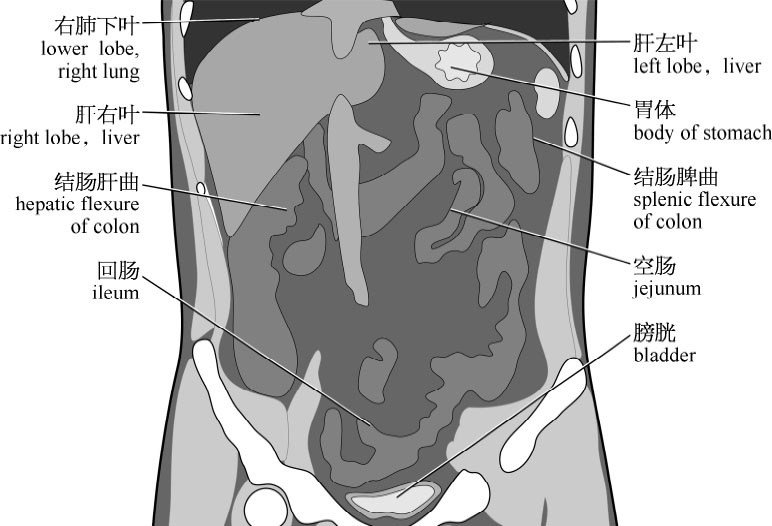 右肺下叶
lower lobe,
right lung
肝右叶
right lobe, liver
结肠肝曲
hepatic flexure
of colon
回肠
ileum
肝左叶
left lobe, liver
胃体
body of stomach
结肠脾曲
splenic flexure
of colon
空肠
jejunum
膀胱
bladder